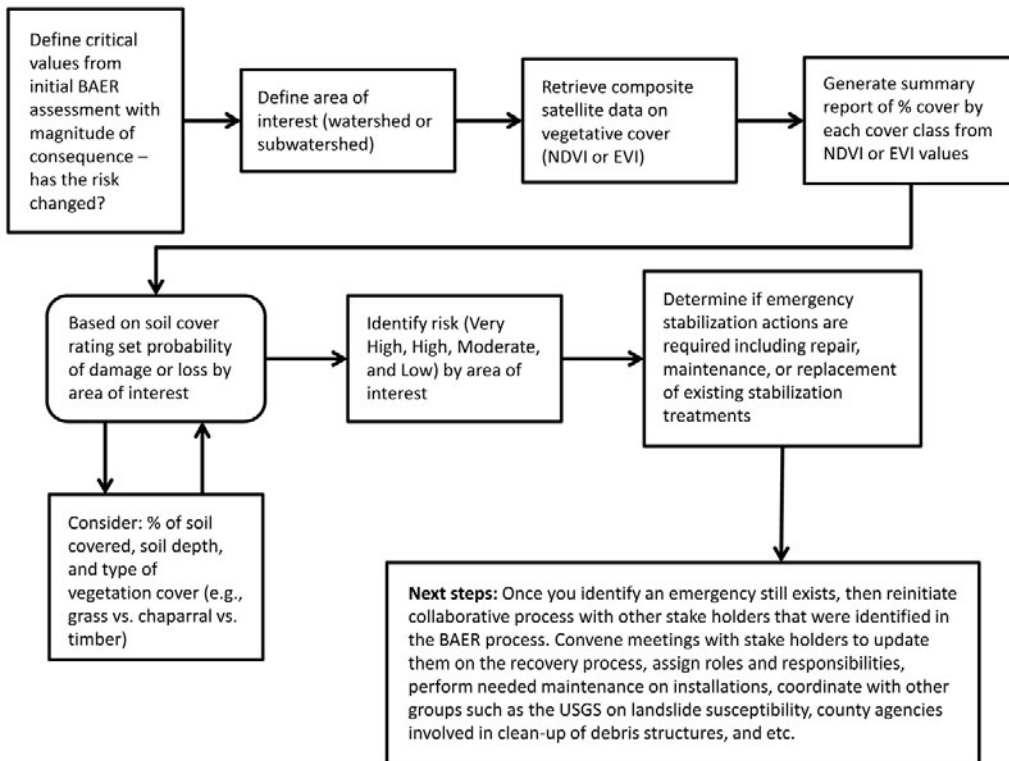 Define critical
values from
initial BAER
assessment with
magnitude of
consequence –
has the risk
changed?
Define area of
interest (watershed or
subwatershed)
Retrieve composite
satellite data on
vegetative cover
(NDVI or EVI)
Generate summary
report of % cover by
each cover class from
NDVI or EVI values
Based on soil cover
rating set probability
of damage or loss by
area of interest
Identify risk (Very
High, High, Moderate,
and Low) by area of
interest
Determine if emergency
stabilization actions are
required including repair,
maintenance, or replacement
of existing stabilization
treatments
Consider: % of soil
covered, soil depth,
and type of
vegetation cover (e.g.,
grass vs. chaparral vs.
timber)
Next steps: Once you identify an emergency still exists, then reinitiate
collaborative process with other stake holders that were identified in
the BAER process. Convene meetings with stake holders to update
them on the recovery process, assign roles and responsibilities,
perform needed maintenance on installations, coordinate with other
groups such as the USGS on landslide susceptibility, county agencies
involved in clean-up of debris structures, and etc.